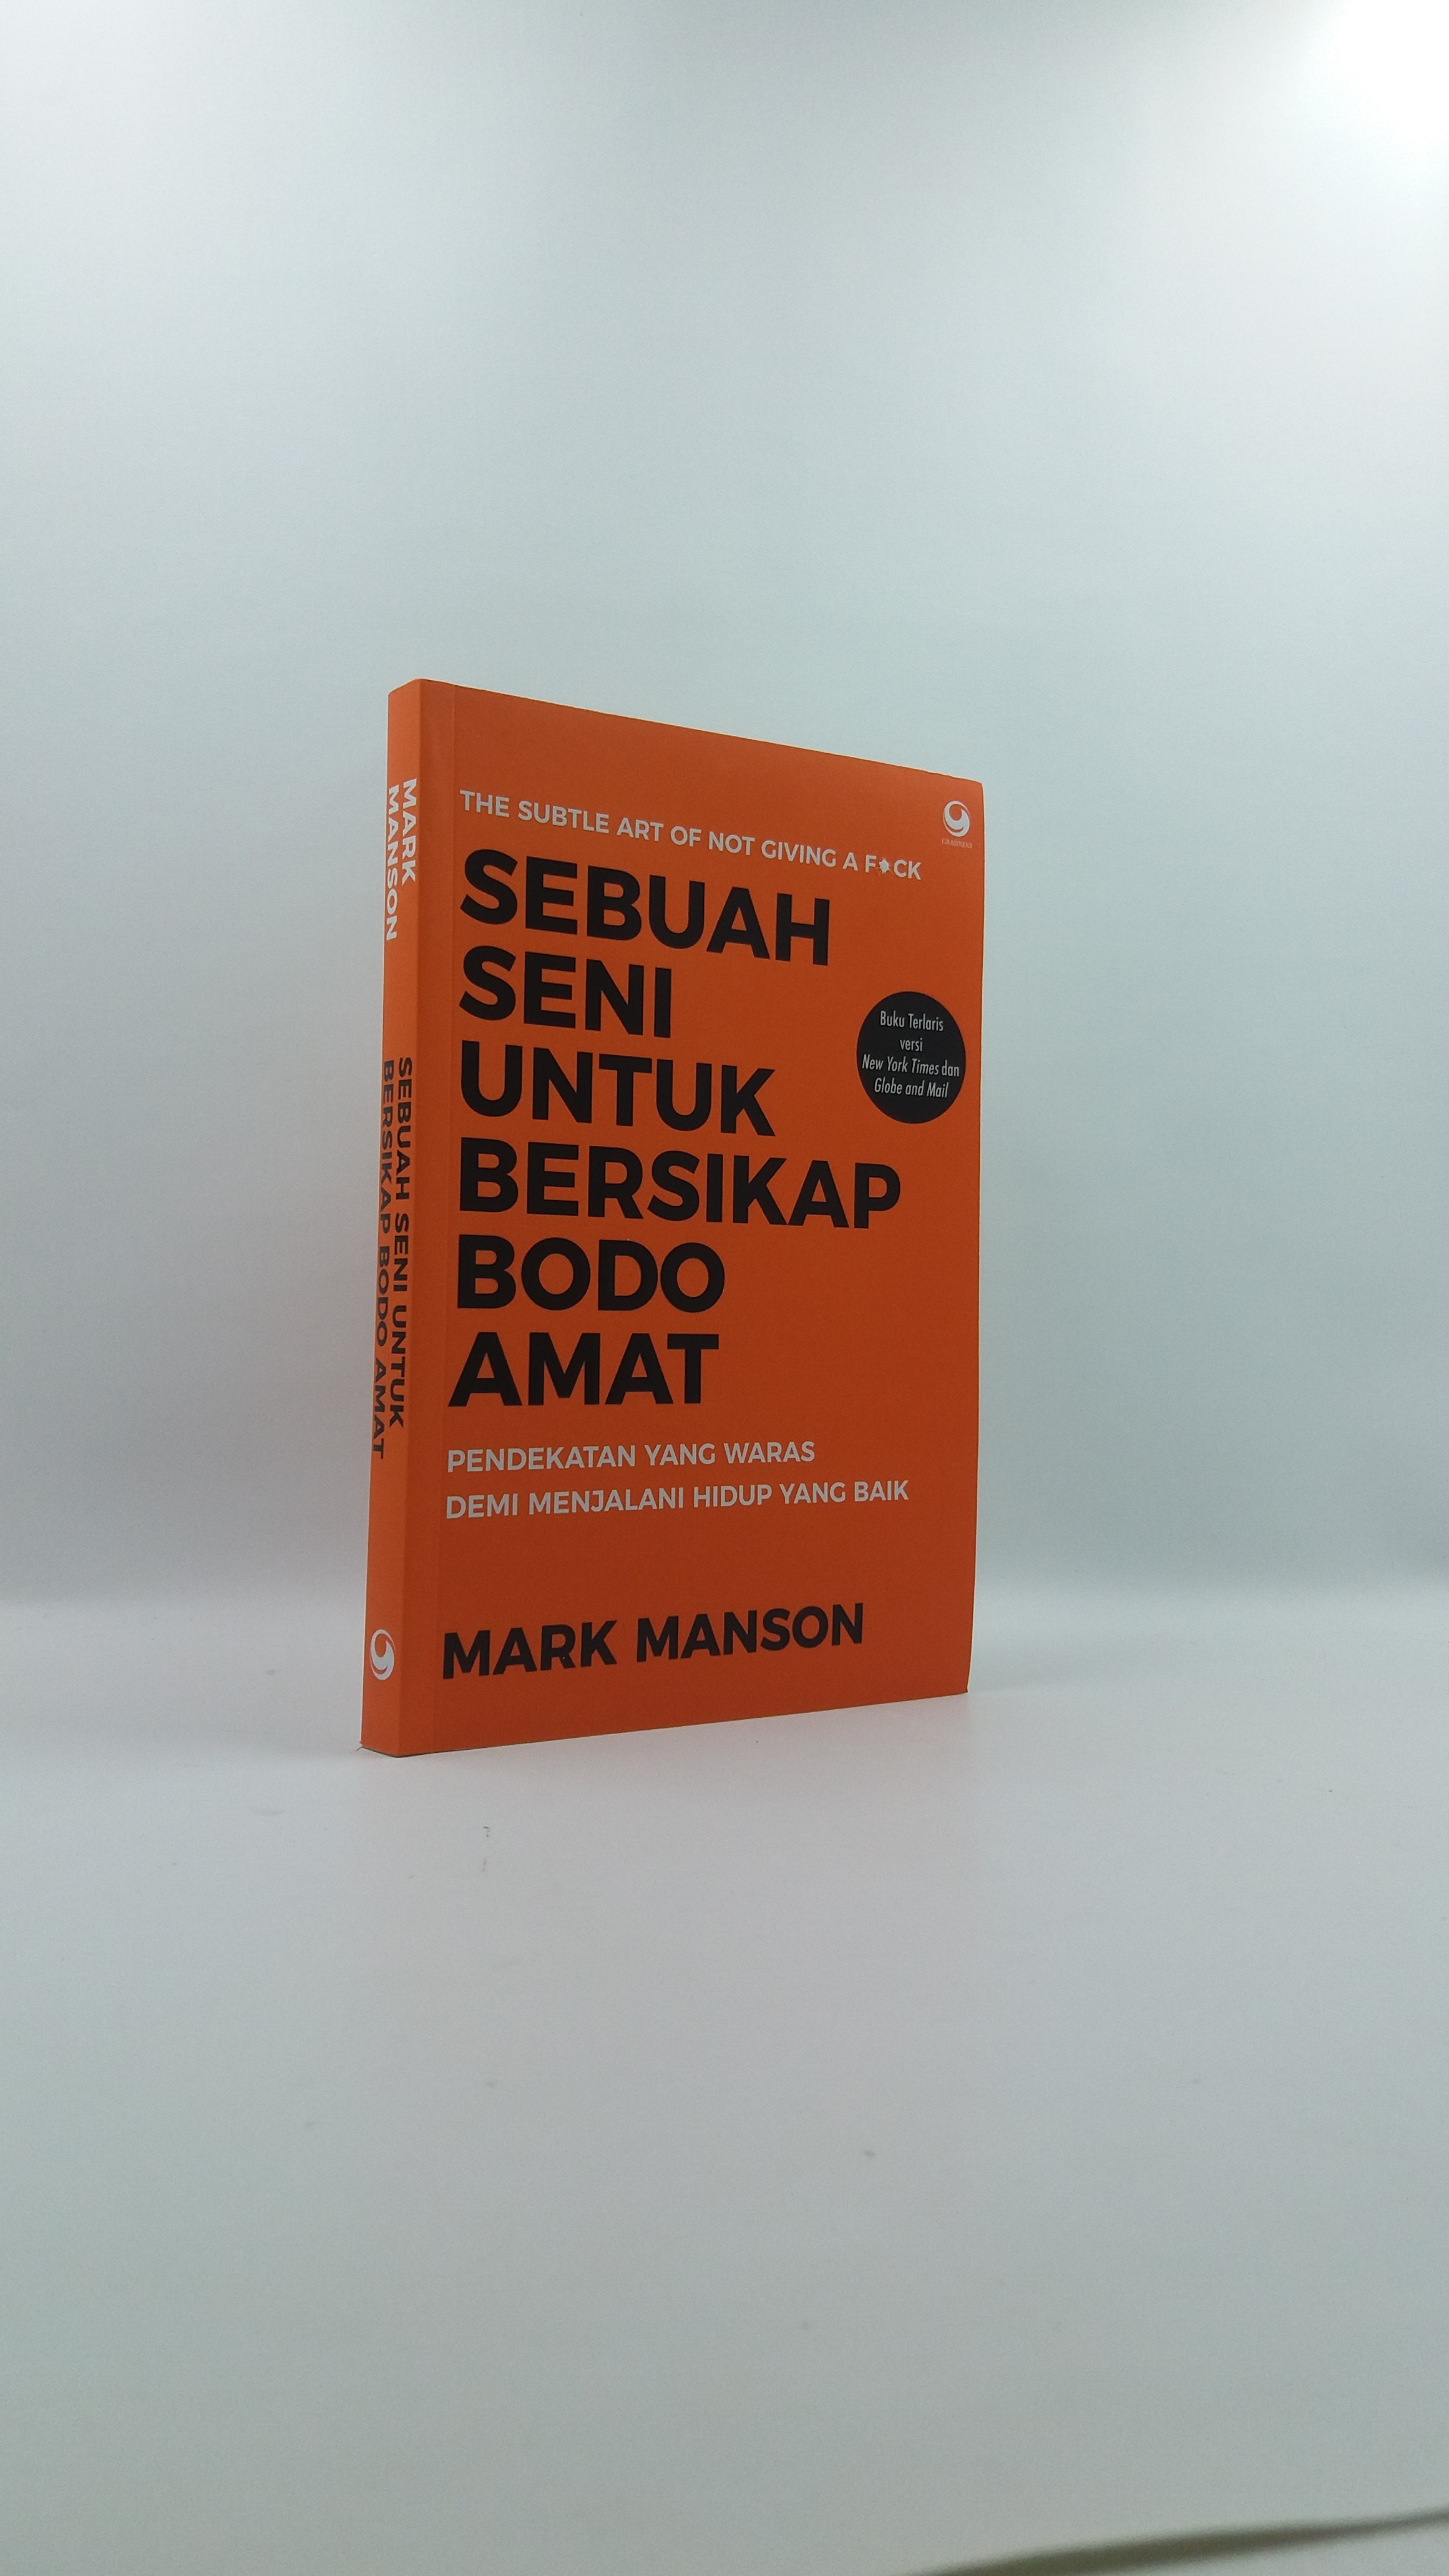 MARK
MANSON
SEBUAH SENI UNTUK
BERSIKAP BODO AMAT
THE SUBTLE ART OF NOT GIVING A F*CK
GRASINDO
SEBUAH
SENI
UNTUK
BERSIKAP
BODO
AMAT
Buku Terlaris
versi
New York Times dan
Globe and Mail
PENDEKATAN YANG WARAS
DEMI MENJALANI HIDUP YANG BAIK
MARK MANSON